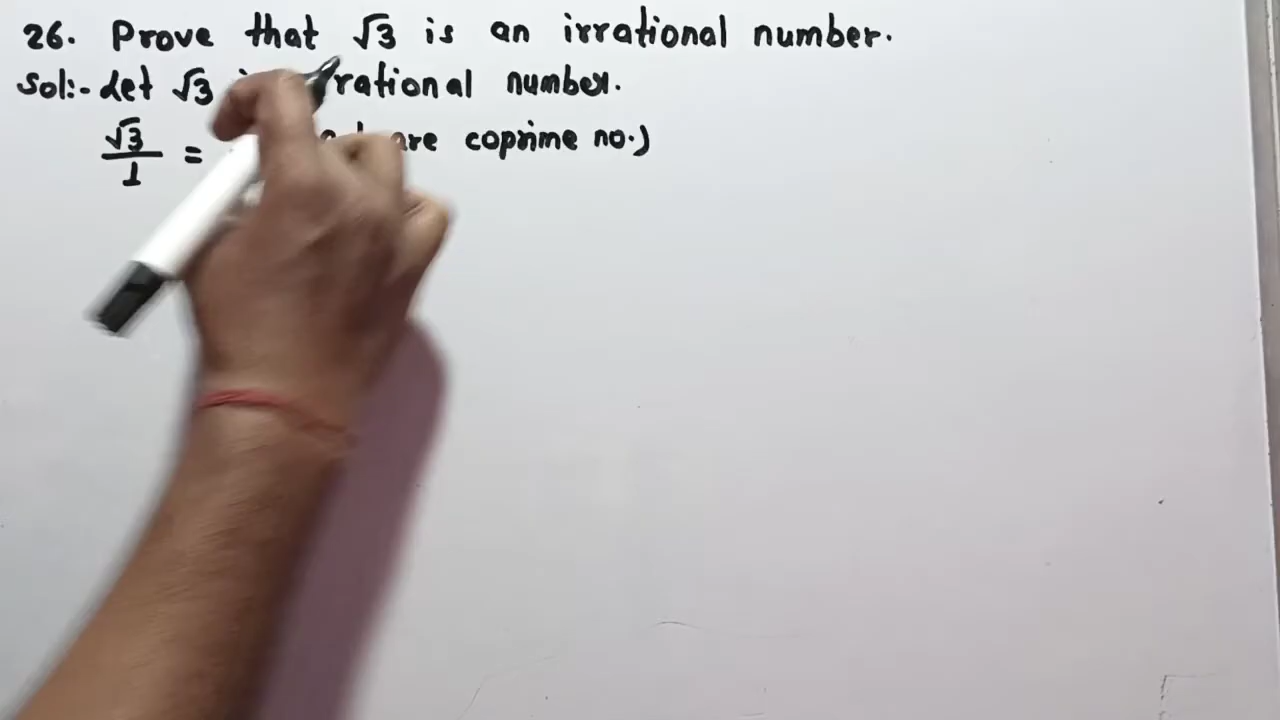 26. Prove that √3 is an irrational number.
Sol:- Let √3 rational number.
√3/1 = are coprime no.)